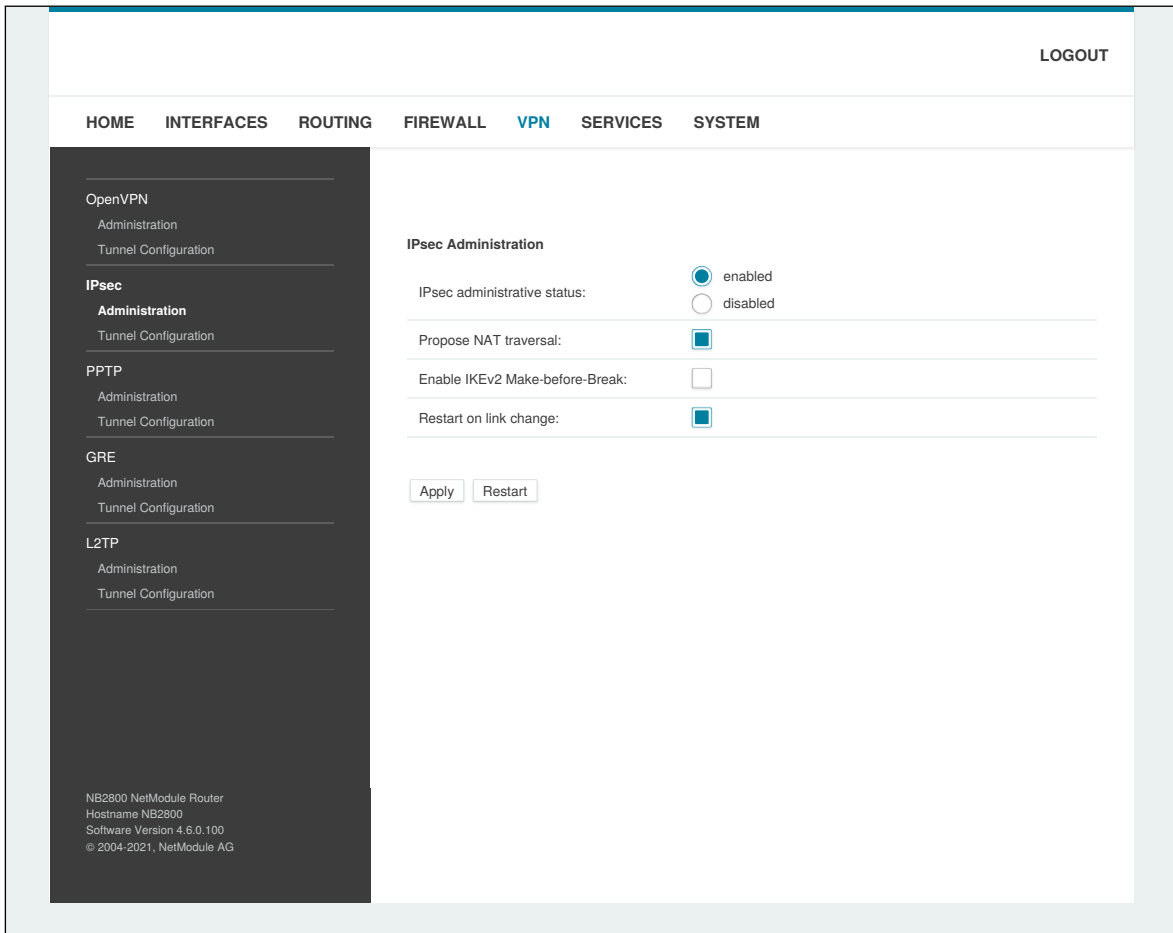 LOGOUT
HOME INTERFACES ROUTING FIREWALL VPN SERVICES SYSTEM
OpenVPN
Administration
Tunnel Configuration
IPsec
Administration
Tunnel Configuration
PPTP
Administration
Tunnel Configuration
GRE
Administration
Tunnel Configuration
L2TP
Administration
Tunnel Configuration
NB2800 NetModule Router
Hostname NB2800
Software Version 4.6.0.100
© 2004-2021, NetModule AG
IPsec Administration
IPsec administrative status:
enabled
disabled
Propose NAT traversal:
Enable IKEv2 Make-before-Break:
Restart on link change:
Apply Restart